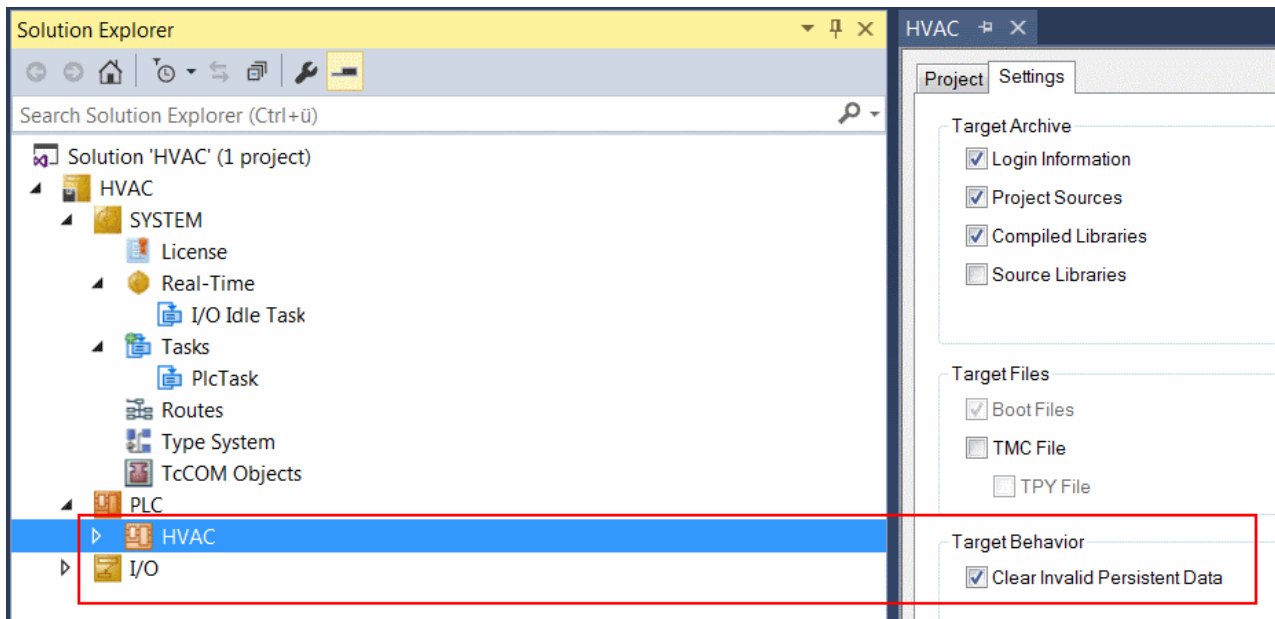 Solution Explorer
Search Solution Explorer (Ctrl+ü)
Solution 'HVAC' (1 project)
HVAC
SYSTEM
License
Real-Time
I/O Idle Task
Tasks
PlcTask
Routes
Type System
TcCOM Objects
PLC
HVAC
I/O
HVAC
Project
Settings
Target Archive
Login Information
Project Sources
Compiled Libraries
Source Libraries
Target Files
Boot Files
TMC File
TPY File
Target Behavior
Clear Invalid Persistent Data